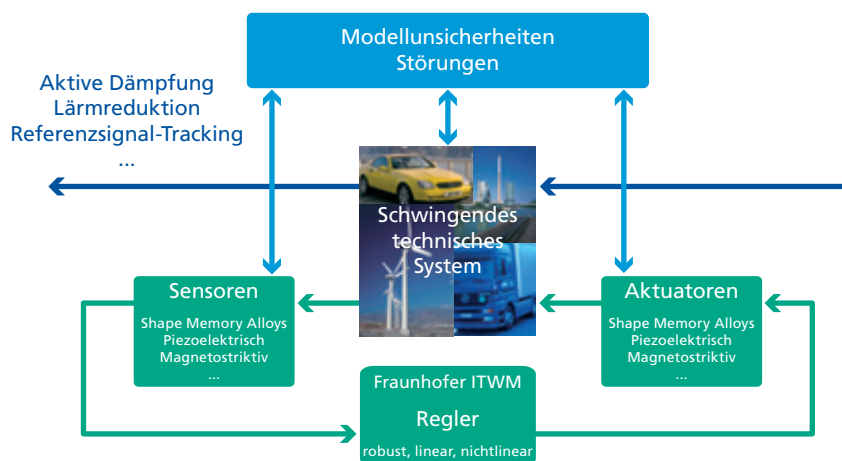 Modellunsicherheiten
Störungen
Aktive Dämpfung
Lärmreduktion
Referenzsignal-Tracking
...
Schwingendes
technisches
System
Sensoren
Shape Memory Alloys
Piezoelektrisch
Magnetostriktiv
...
Aktuatoren
Shape Memory Alloys
Piezoelektrisch
Magnetostriktiv
...
Fraunhofer ITWM
Regler
robust, linear, nichtlinear